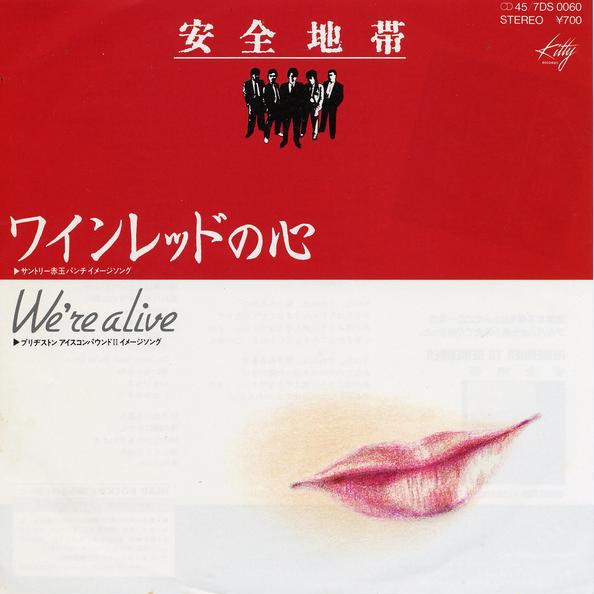 CD 45 / 7DS 0060
STEREO ¥700
Kitty
RECORDS
安全地帯
ワインレッドの心
▶サントリー赤玉パンチイメージソング
We're alive
▶ブリヂストン アイスコンパウンドIIイメージソング